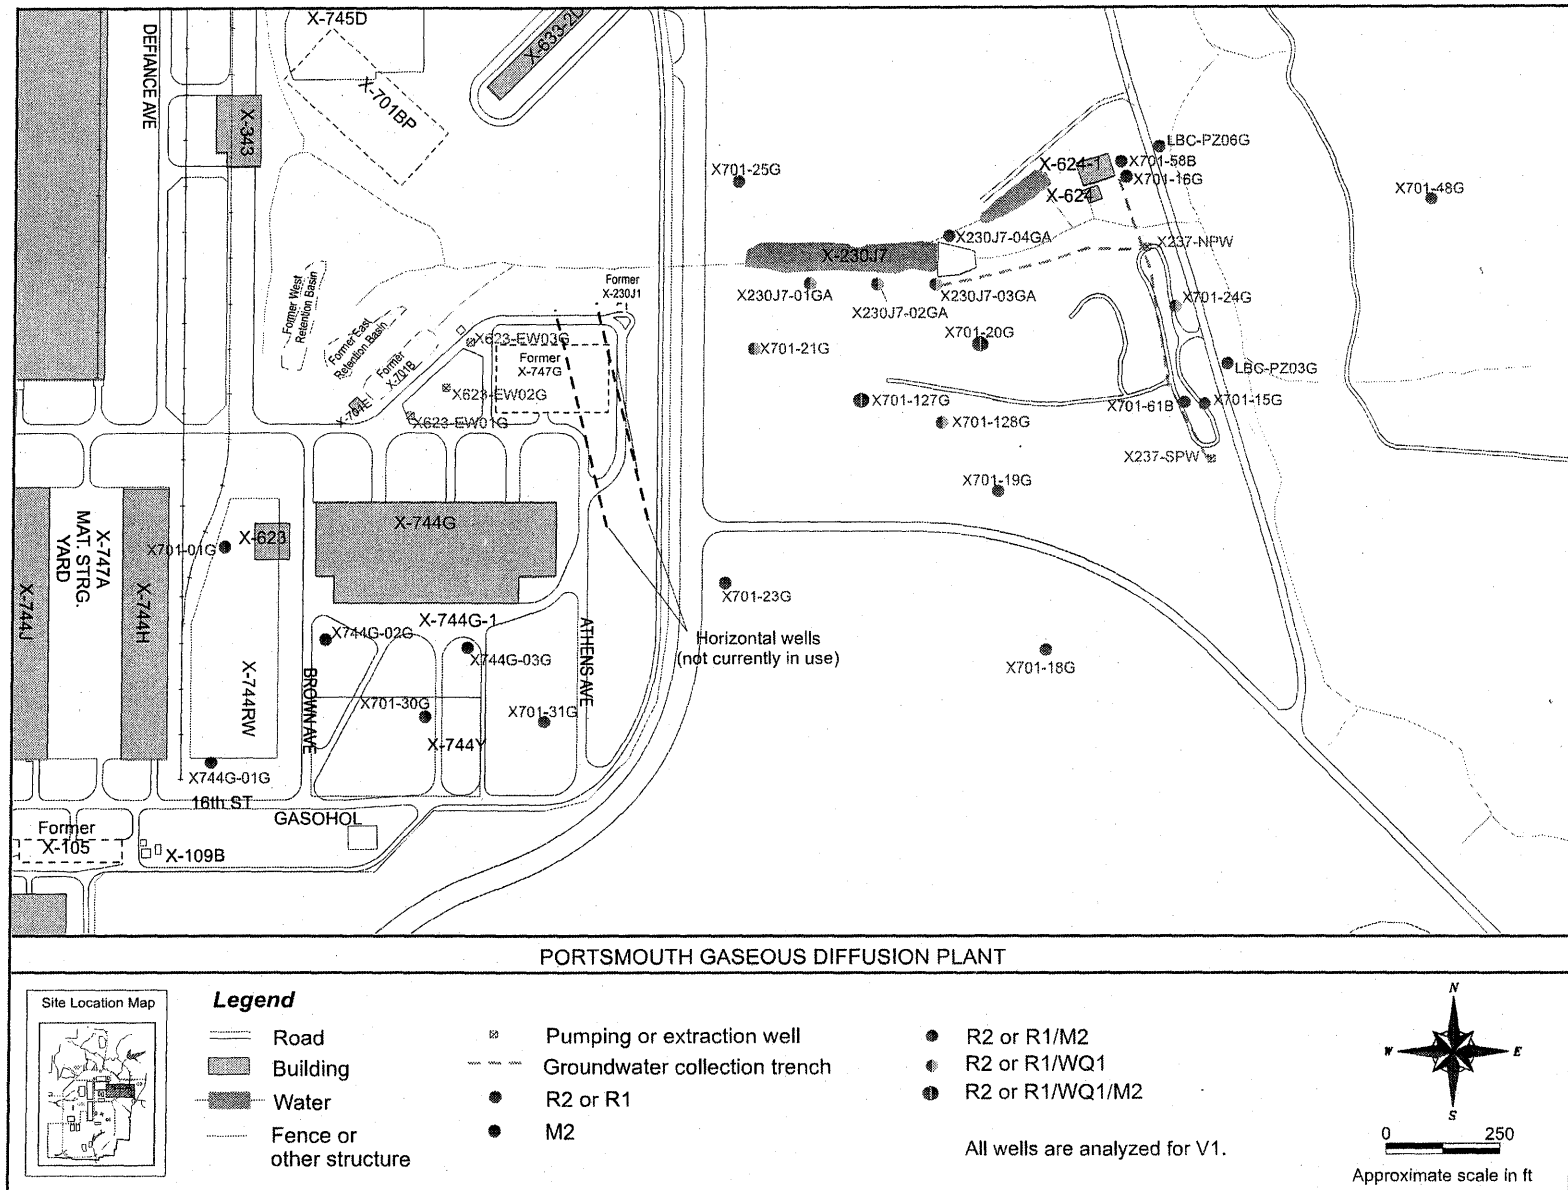 X-745D
DEFIANCE AVE
X-633-2D
X-701BP
X-343
LBC-PZ06G
X701-58B
X701-16G
X-624-1
X-624
X701-25G
X701-48G
X230J7-04GA
X-230J7
X237-NPW
Former West
Retention Basin
Former
X-230J1
X230J7-01GA
X230J7-03GA
X230J7-02GA
X701-24G
Former East
Retention Basin
Former
X-701B
X623-EW03G
Former
X-747G
X701-21G
X701-20G
LBC-PZ03G
X623-EW02G
X-704E
X623-EW01G
X701-127G
X701-128G
X701-61B
X701-15G
X237-SPW
X701-19G
X-744G
X-623
X701-01G
X-747A
MAT. STRG.
YARD
X-744J
X-744H
X701-23G
X-744G-1
X744G-02G
X744G-03G
ATHENS AVE
Horizontal wells
(not currently in use)
X701-18G
X-744RW
BROWN AVE
X701-30G
X701-31G
X-744Y
X744G-01G
16th ST
GASOHOL
Former
X-105
X-109B
PORTSMOUTH GASEOUS DIFFUSION PLANT
Site Location Map
Legend
Road
Building
Water
Fence or
other structure
Pumping or extraction well
Groundwater collection trench
R2 or R1
M2
R2 or R1/M2
R2 or R1/WQ1
R2 or R1/WQ1/M2
All wells are analyzed for V1.
N
W
E
S
0 250
Approximate scale in ft